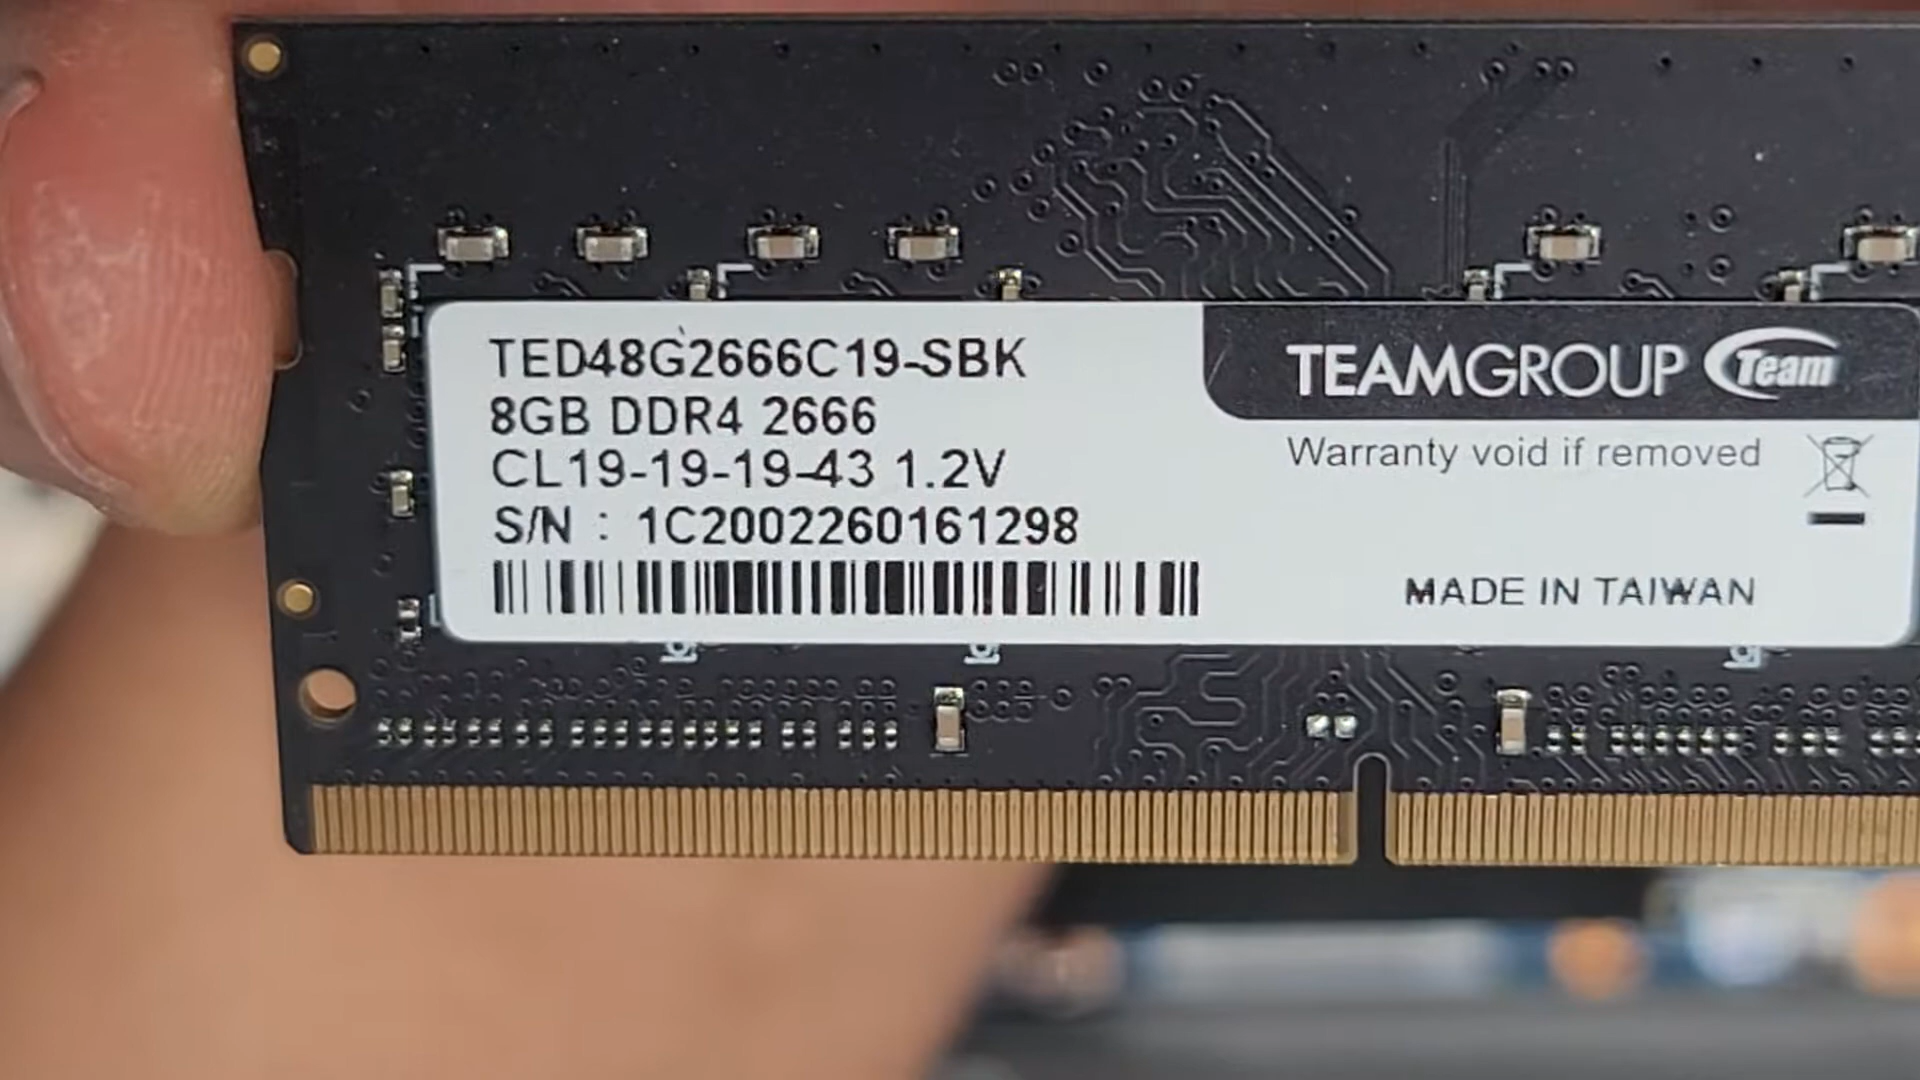 TED48G2666C19-SBK
8GB DDR4 2666
CL19-19-19-43 1.2V
S/N : 1C2002260161298
TEAMGROUP Team
Warranty void if removed
MADE IN TAIWAN